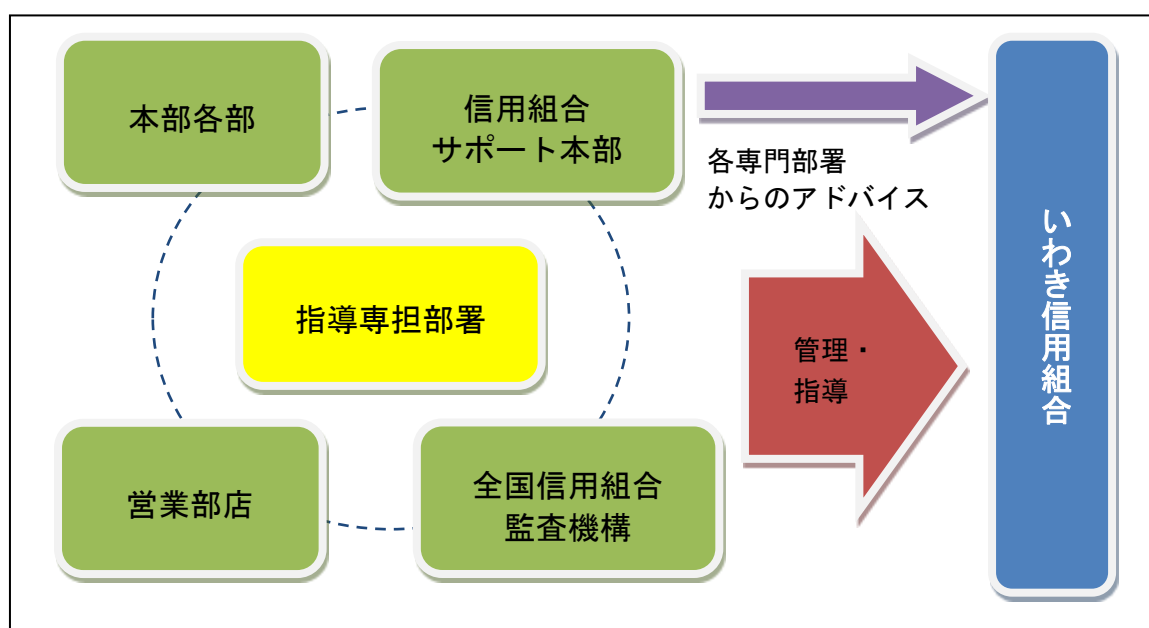 本部各部
信用組合
サポート本部
各専門部署
からのアドバイス
指導専担部署
管理・
指導
営業部店
全国信用組合
監査機構
いわき信用組合